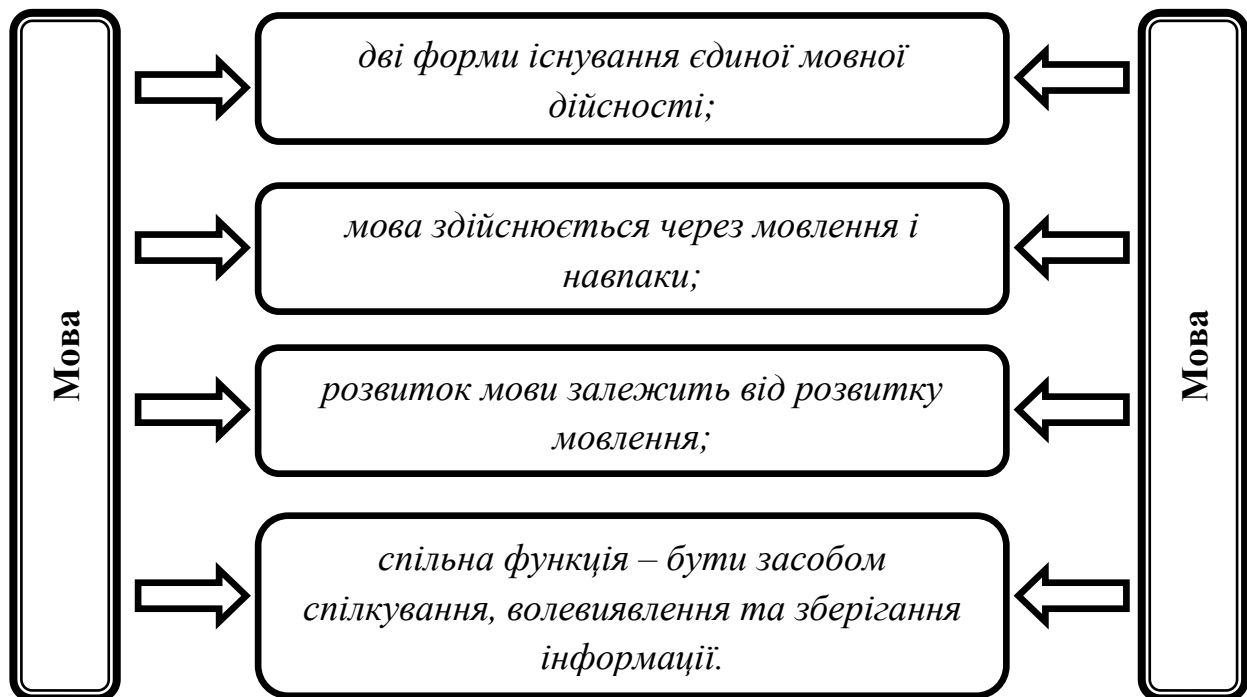 Мова
дві форми існування єдиної мовної
дійсності;
мова здійснюється через мовлення і
навпаки;
розвиток мови залежить від розвитку
мовлення;
спільна функція – бути засобом
спілкування, волевиявлення та зберігання
інформації.
Мова